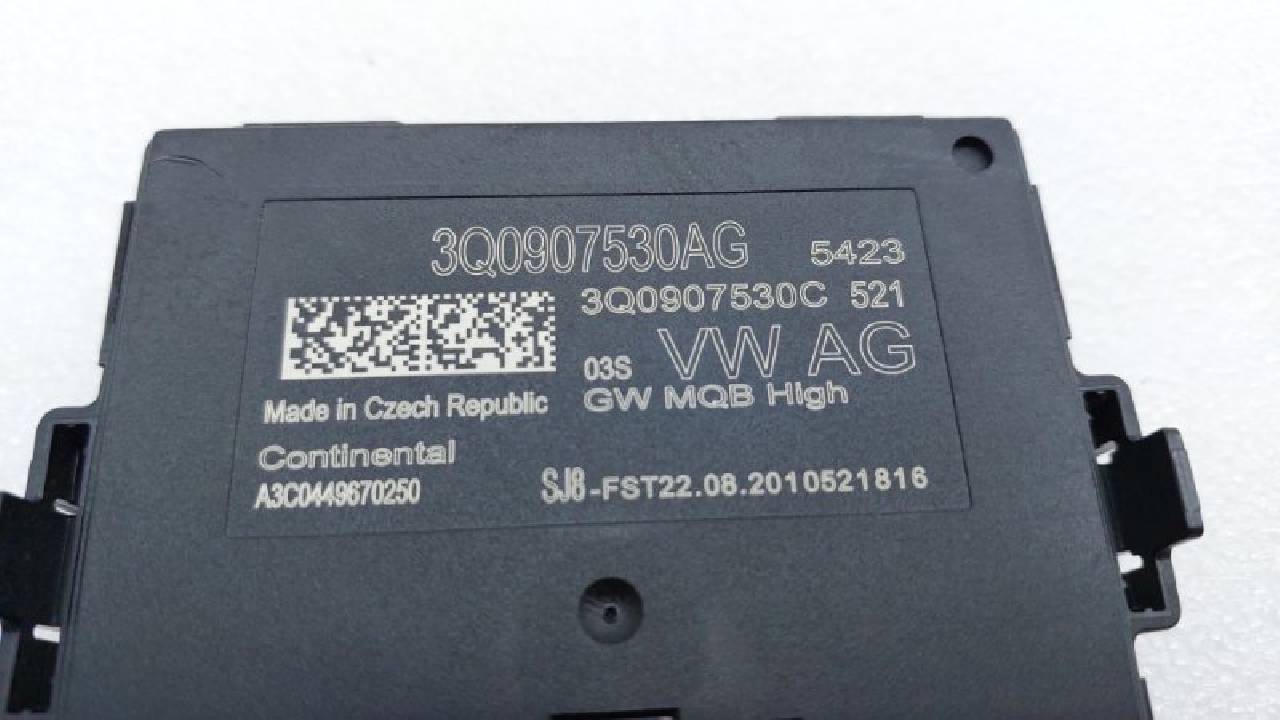 3Q0907530AG 5423
3Q0907530C 521
03S VW AG
GW MQB High
Made in Czech Republic
Continental
A3C0449670250
SJ8-FST22.08.2010521816